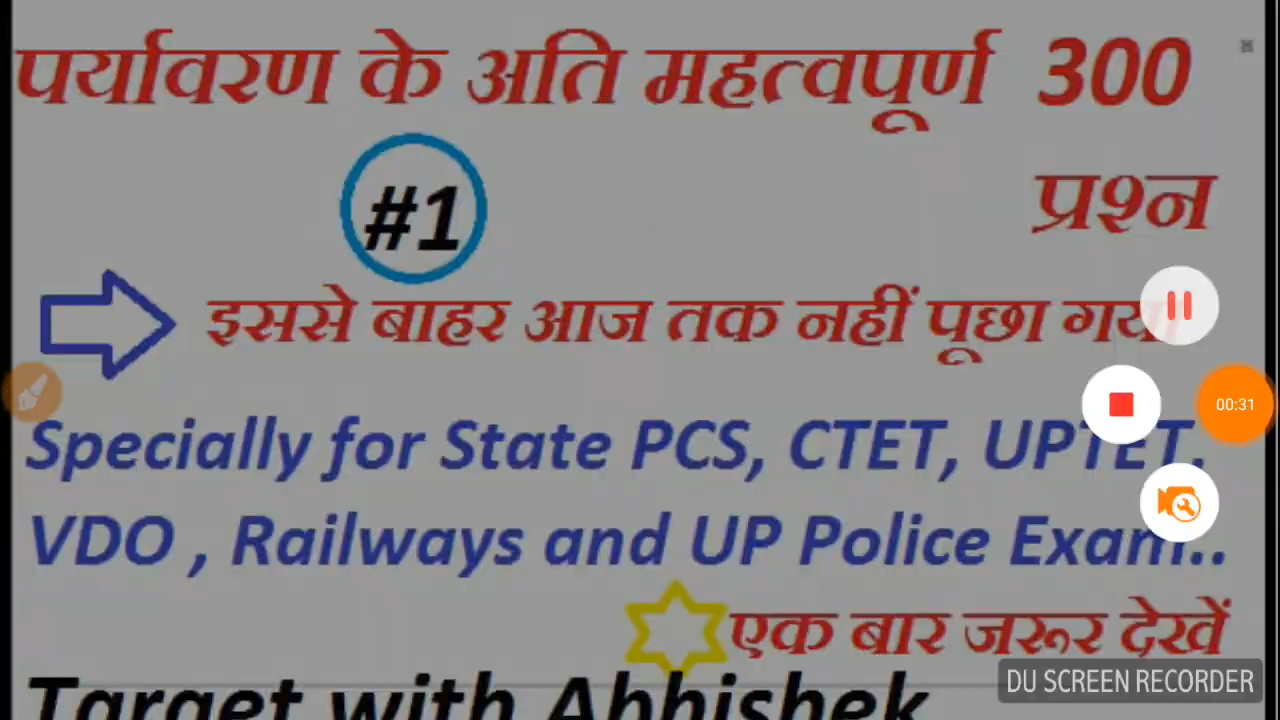 पर्यावरण के अति महत्वपूर्ण 300
प्रश्न
#1
इससे बाहर आज तक नहीं पूछा गया
00:31
Specially for State PCS, CTET, UPTET,
VDO , Railways and UP Police Exam..
एक बार जरूर देखें
DU SCREEN RECORDER
Target with Abhishek